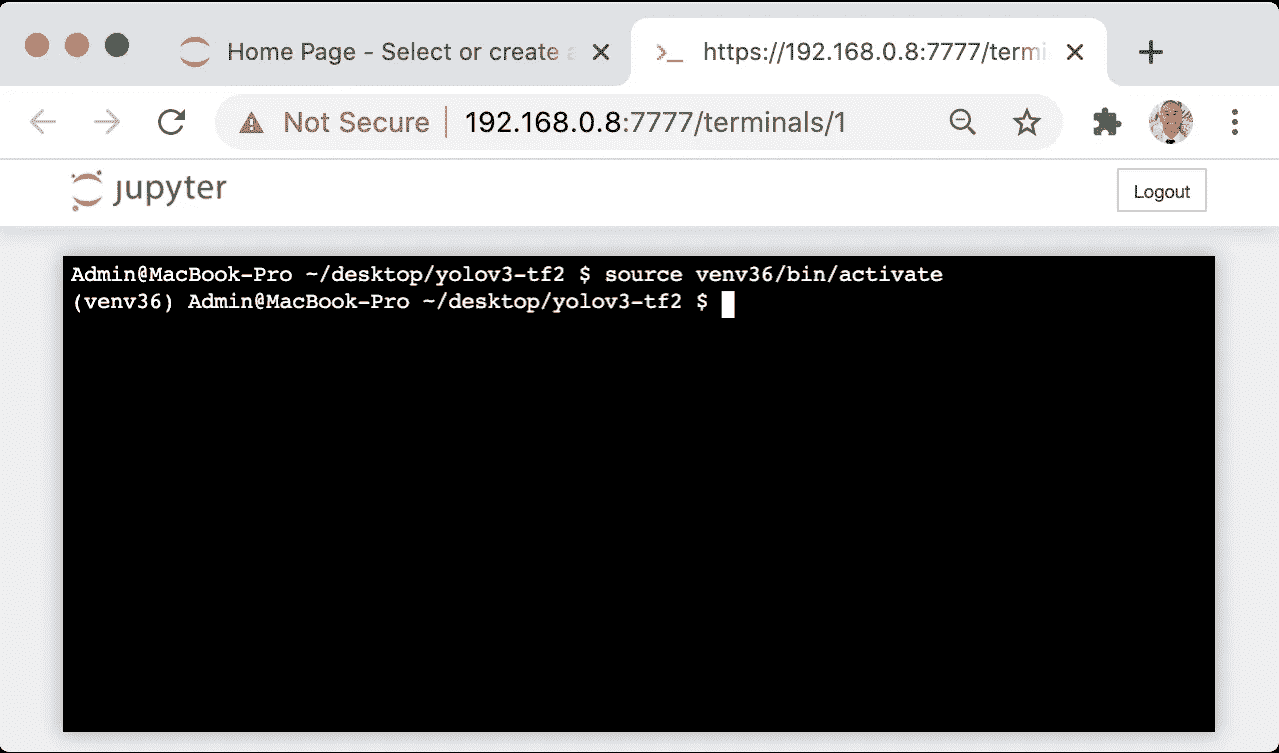 Home Page - Select or create a
https://192.168.0.8:7777/termi
Not Secure | 192.168.0.8:7777/terminals/1
jupyter
Logout
Admin@MacBook-Pro ~/desktop/yolov3-tf2 $ source venv36/bin/activate
(venv36) Admin@MacBook-Pro ~/desktop/yolov3-tf2 $